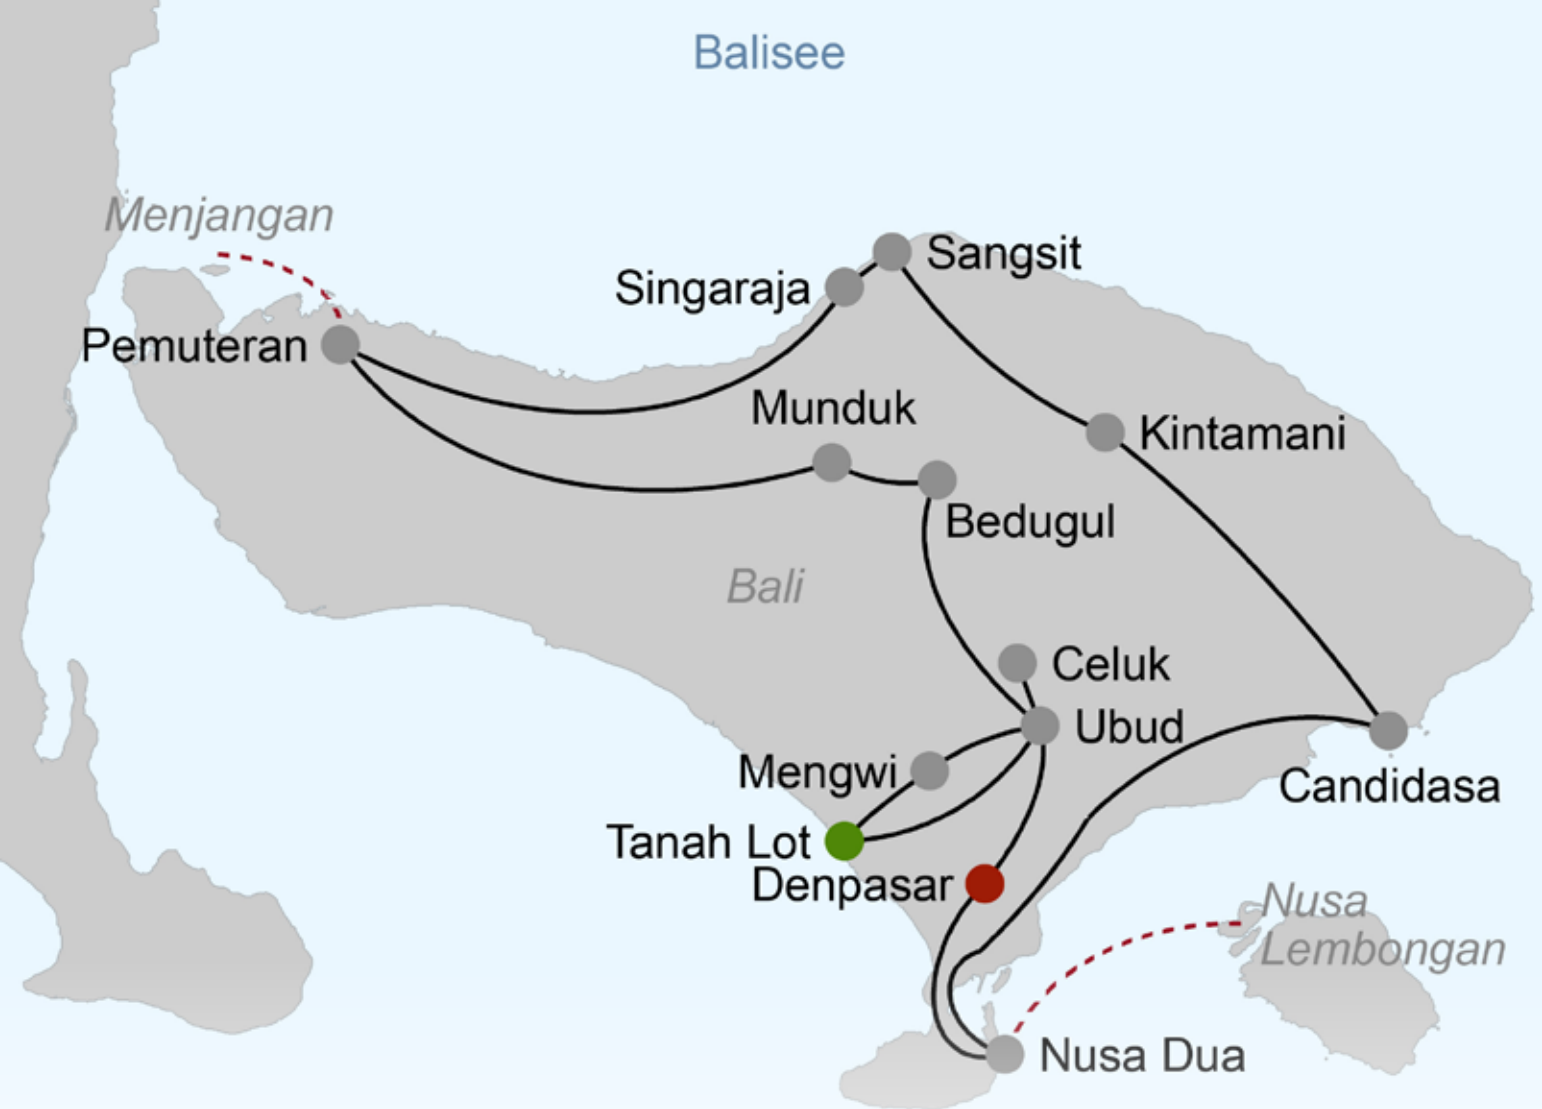 Balisee
Menjangan
Sangsit
Singaraja
Pemuteran
Munduk
Kintamani
Bedugul
Bali
Celuk
Ubud
Mengwi
Candidasa
Tanah Lot
Denpasar
Nusa
Lembongan
Nusa Dua